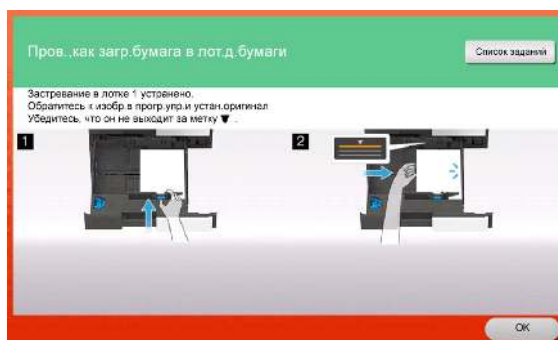 Пров.,как загр.бумага в лот.д.бумаги
Список заданий
Застревание в лотке 1 устранено.
Обратитесь к изобр в прогр.упр.и устан.оригинал
Убедитесь, что он не выходит за метку ▼ .
1
2
OK